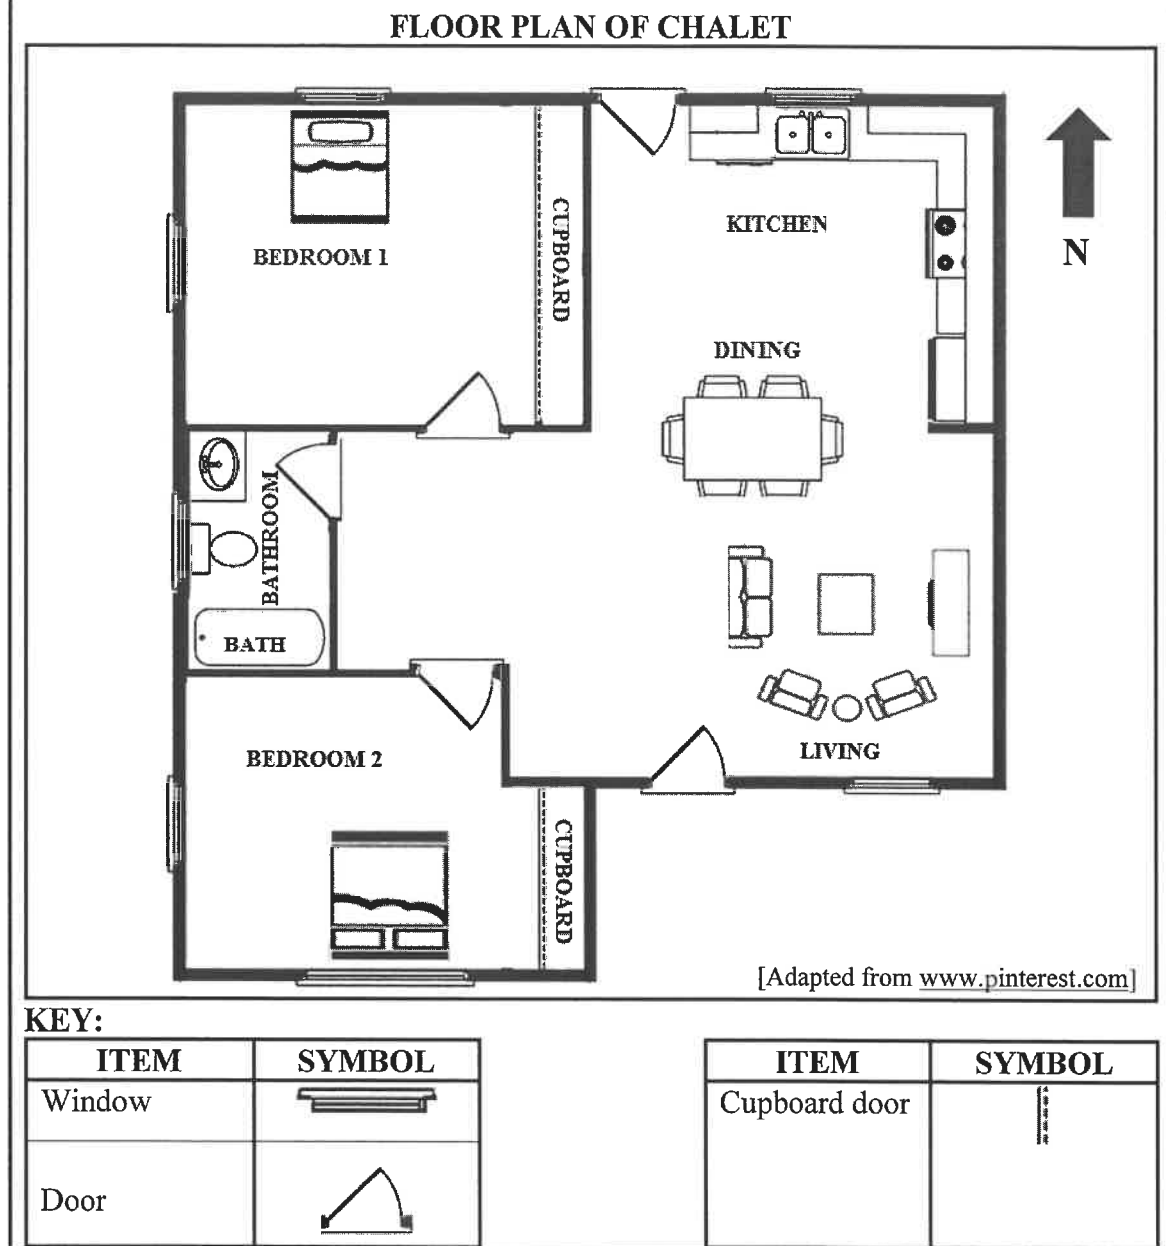 FLOOR PLAN OF CHALET
N
KITCHEN
CUPBOARD
BEDROOM 1
DINING
BATHROOM
BATH
LIVING
BEDROOM 2
CUPBOARD
[Adapted from www.pinterest.com]
KEY:
ITEM SYMBOL
Window
Door
ITEM SYMBOL
Cupboard door